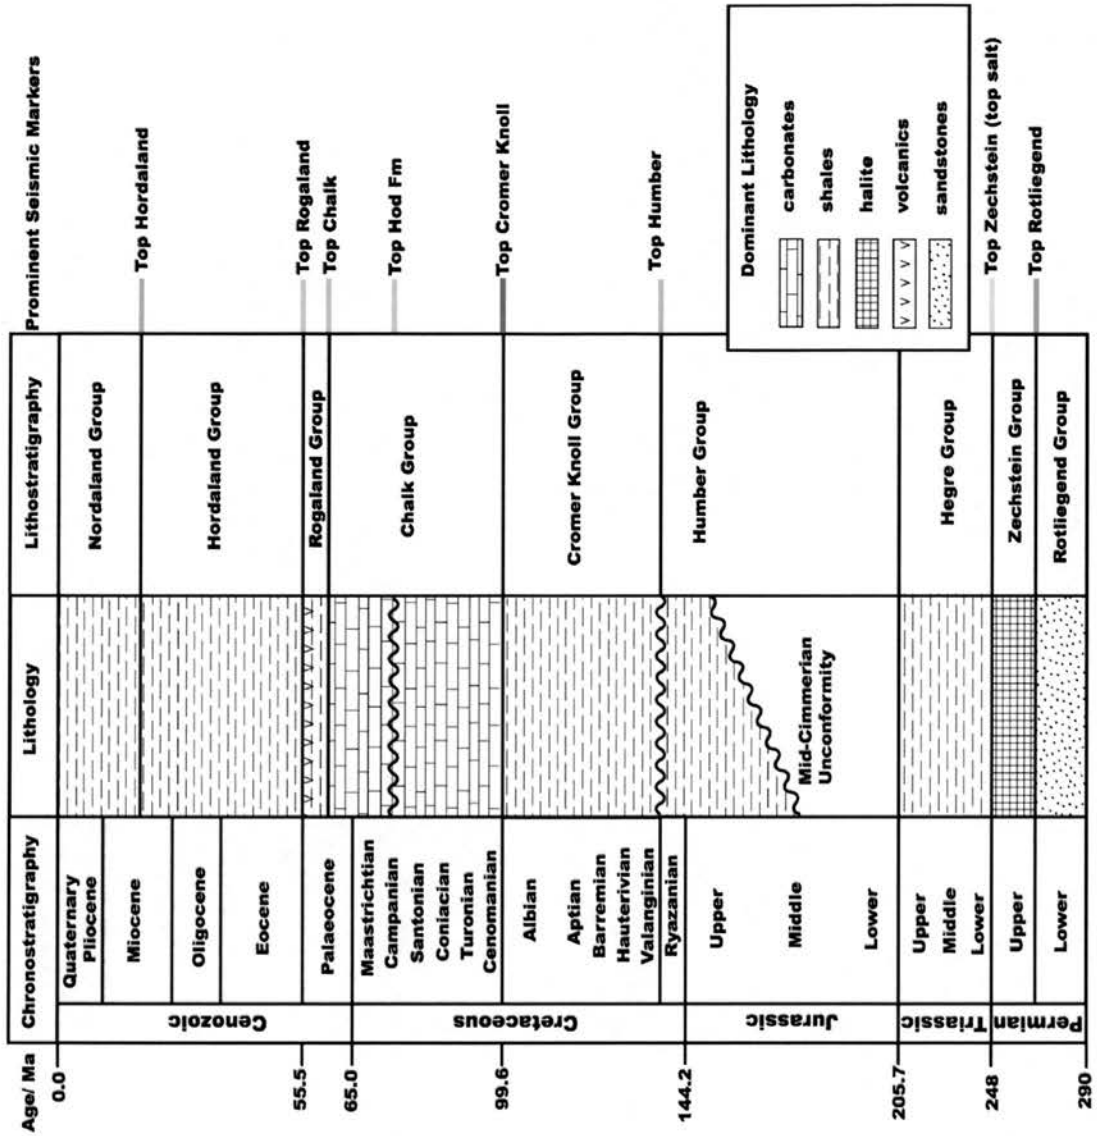 Age/ Ma
Chronostratigraphy
Lithology
Lithostratigraphy
Prominent Seismic Markers
0.0
55.5
65.0
99.6
144.2
205.7
248
290
Cenozoic
Cretaceous
Jurassic
Triassic
Permian
Quaternary
Pliocene
Miocene
Oligocene
Eocene
Palaeocene
Maastrichtian
Campanian
Santonian
Coniacian
Turonian
Cenomanian
Albian
Aptian
Barremian
Hauterivian
Valanginian
Ryazanian
Upper
Middle
Lower
Upper
Middle
Lower
Upper
Lower
Mid-Cimmerian
Unconformity
Nordaland Group
Hordaland Group
Rogaland Group
Chalk Group
Cromer Knoll Group
Humber Group
Hegre Group
Zechstein Group
Rotliegend Group
Top Hordaland
Top Rogaland
Top Chalk
Top Hod Fm
Top Cromer Knoll
Top Humber
Top Zechstein (top salt)
Top Rotliegend
Dominant Lithology
carbonates
shales
halite
volcanics
sandstones